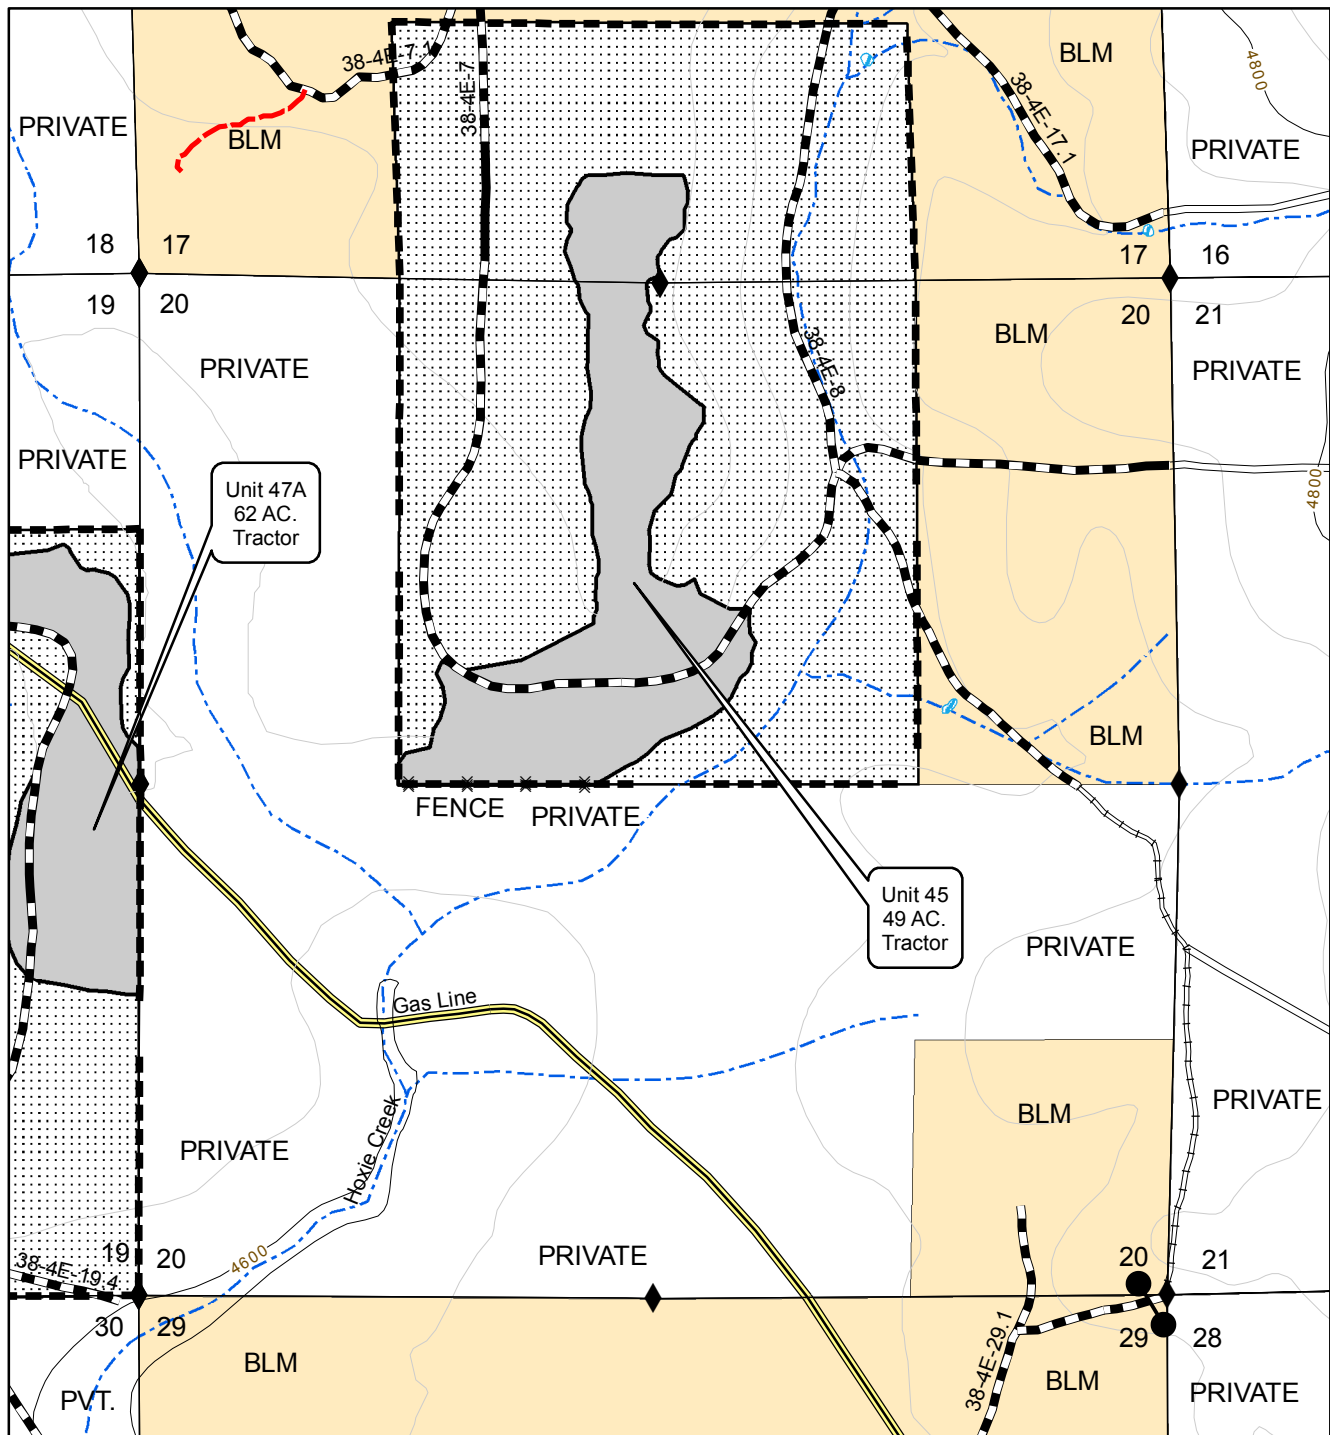 38-4E-7.1
38-4E-7
BLM
4800
38-4E-17.1
PRIVATE
BLM
PRIVATE
18
17
17
16
19
20
20
21
BLM
38-4E-8
PRIVATE
PRIVATE
PRIVATE
4800
Unit 47A
62 AC.
Tractor
BLM
FENCE
PRIVATE
Unit 45
49 AC.
Tractor
PRIVATE
Gas Line
Hoxie Creek
BLM
PRIVATE
PRIVATE
4600
PRIVATE
19
20
20
21
38-4E-19.4
30
29
29
28
38-4E-29.1
BLM
BLM
PVT.
PRIVATE